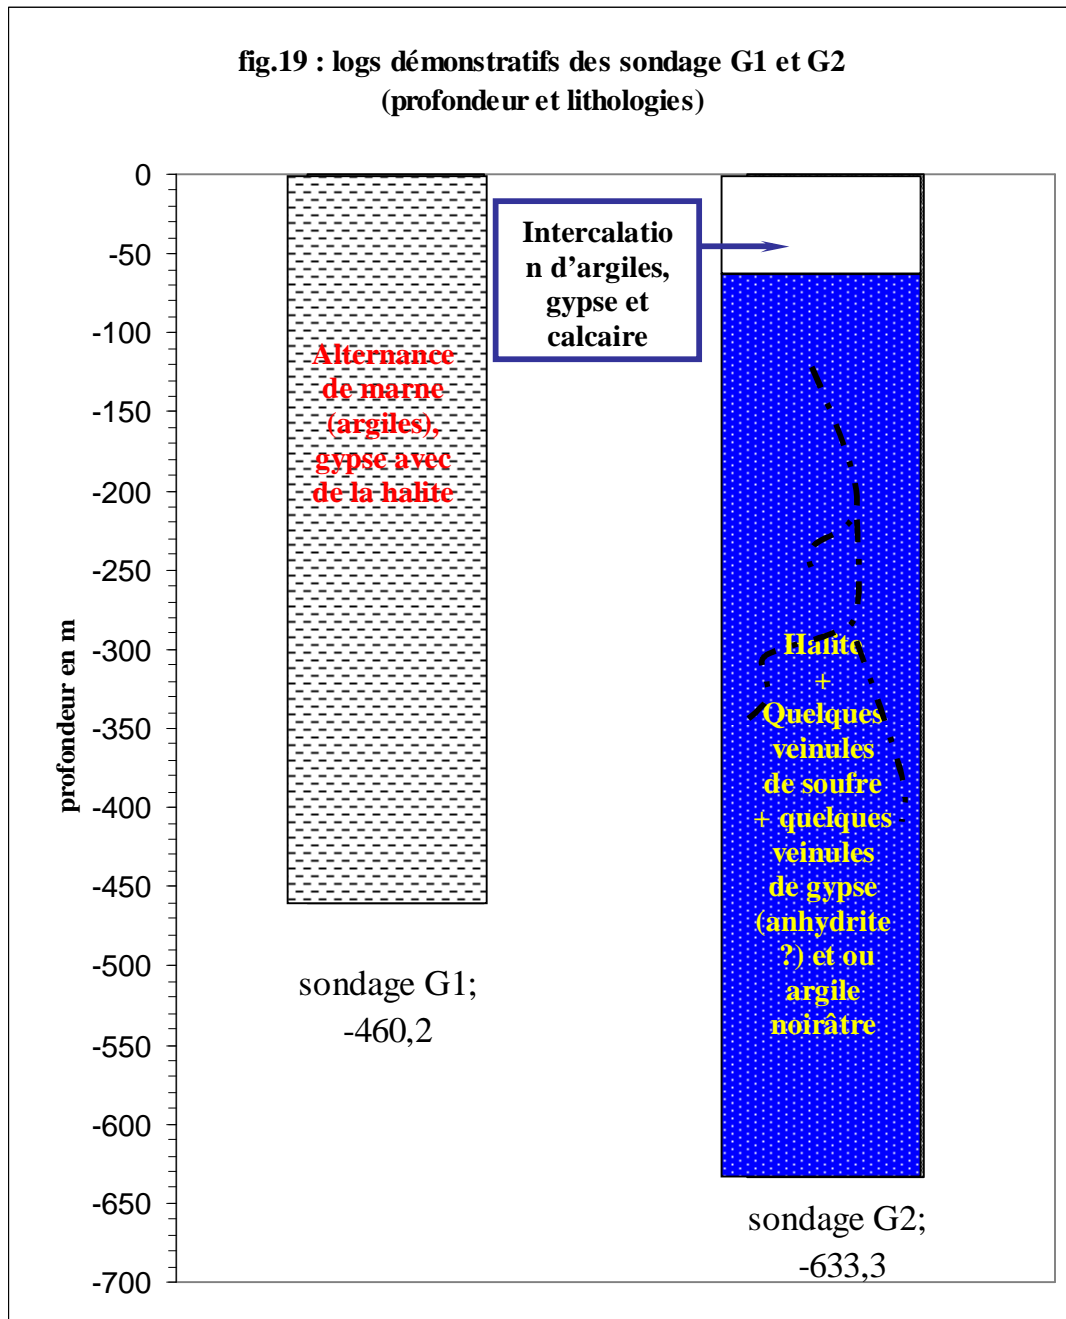 fig.19 : logs démonstratifs des sondage G1 et G2
(profondeur et lithologies)
profondeur en m
0
-50
-100
-150
-200
-250
-300
-350
-400
-450
-500
-550
-600
-650
-700
Alternance
de marne
(argiles),
gypse avec
de la halite
sondage G1;
-460,2
Intercalatio
n d’argiles,
gypse et
calcaire
Halite
+
Quelques
veinules
de soufre
+ quelques
veinules
de gypse
(anhydrite
?) et ou
argile
noirâtre
sondage G2;
-633,3